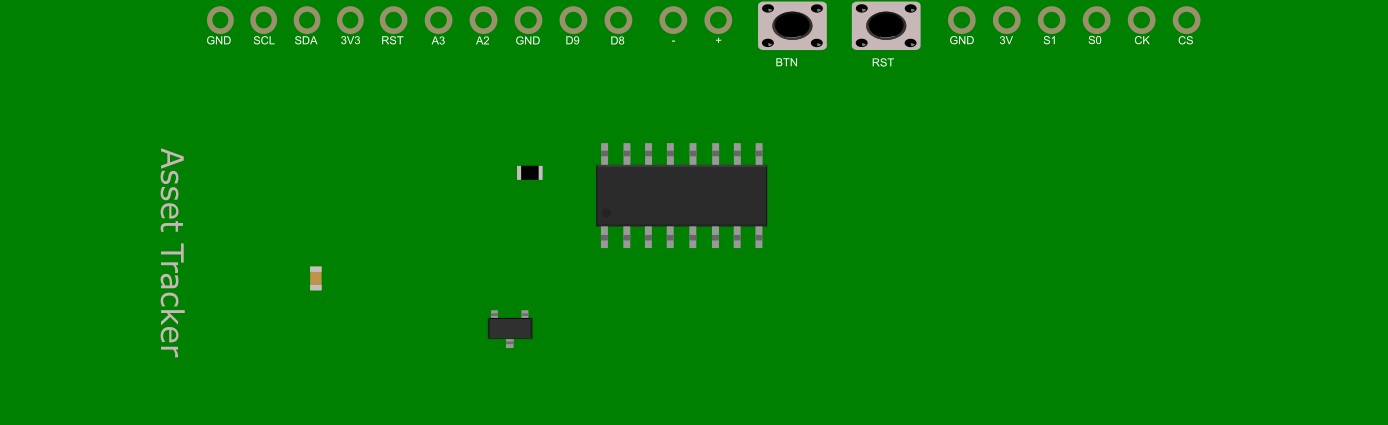 GND SCL SDA 3V3 RST A3 A2 GND D9 D8 - + GND 3V S1 S0 CK CS
BTN RST
Asset Tracker